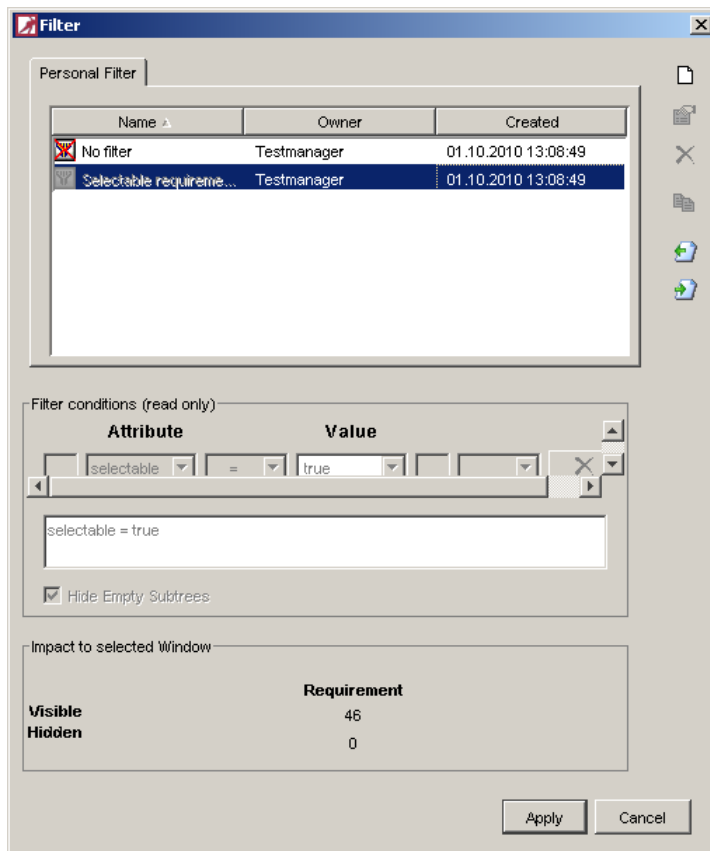 Filter
Personal Filter
Name Owner Created
No filter Testmanager 01.10.2010 13:08:49
Selectable requireme... Testmanager 01.10.2010 13:08:49
Filter conditions (read only)
Attribute Value
selectable = true
selectable = true
Hide Empty Subtrees
Impact to selected Window
Requirement
Visible 46
Hidden 0
Apply Cancel